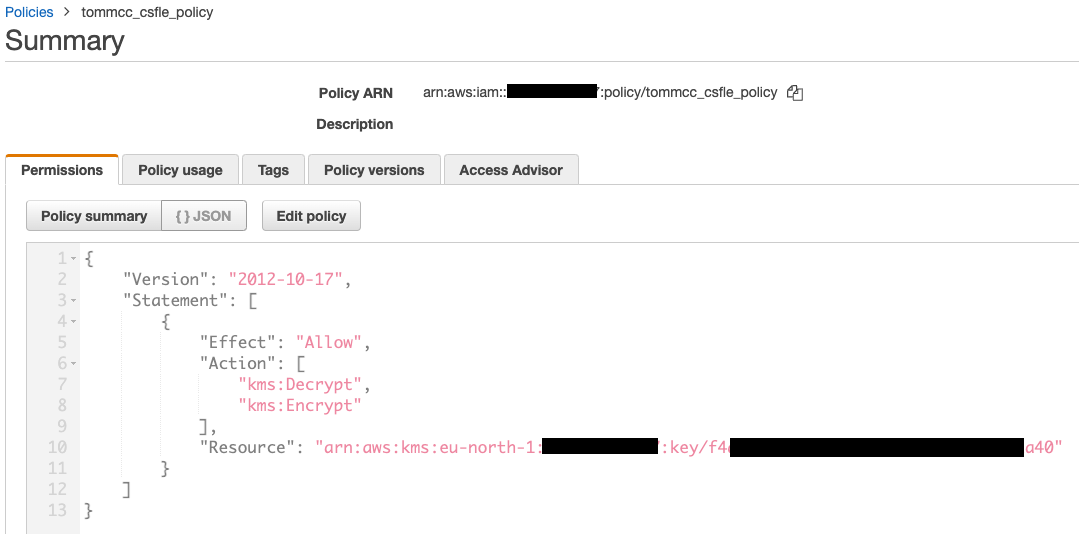 Policies > tommcc_csfle_policy
Summary
Policy ARN arn:aws:iam:: :policy/tommcc_csfle_policy
Description
Permissions Policy usage Tags Policy versions Access Advisor
Policy summary { } JSON Edit policy
1 {
2 "Version": "2012-10-17",
3 "Statement": [
4 {
5 "Effect": "Allow",
6 "Action": [
7 "kms:Decrypt",
8 "kms:Encrypt"
9 ],
10 "Resource": "arn:aws:kms:eu-north-1: :key/f4 a40"
11 }
12 ]
13 }